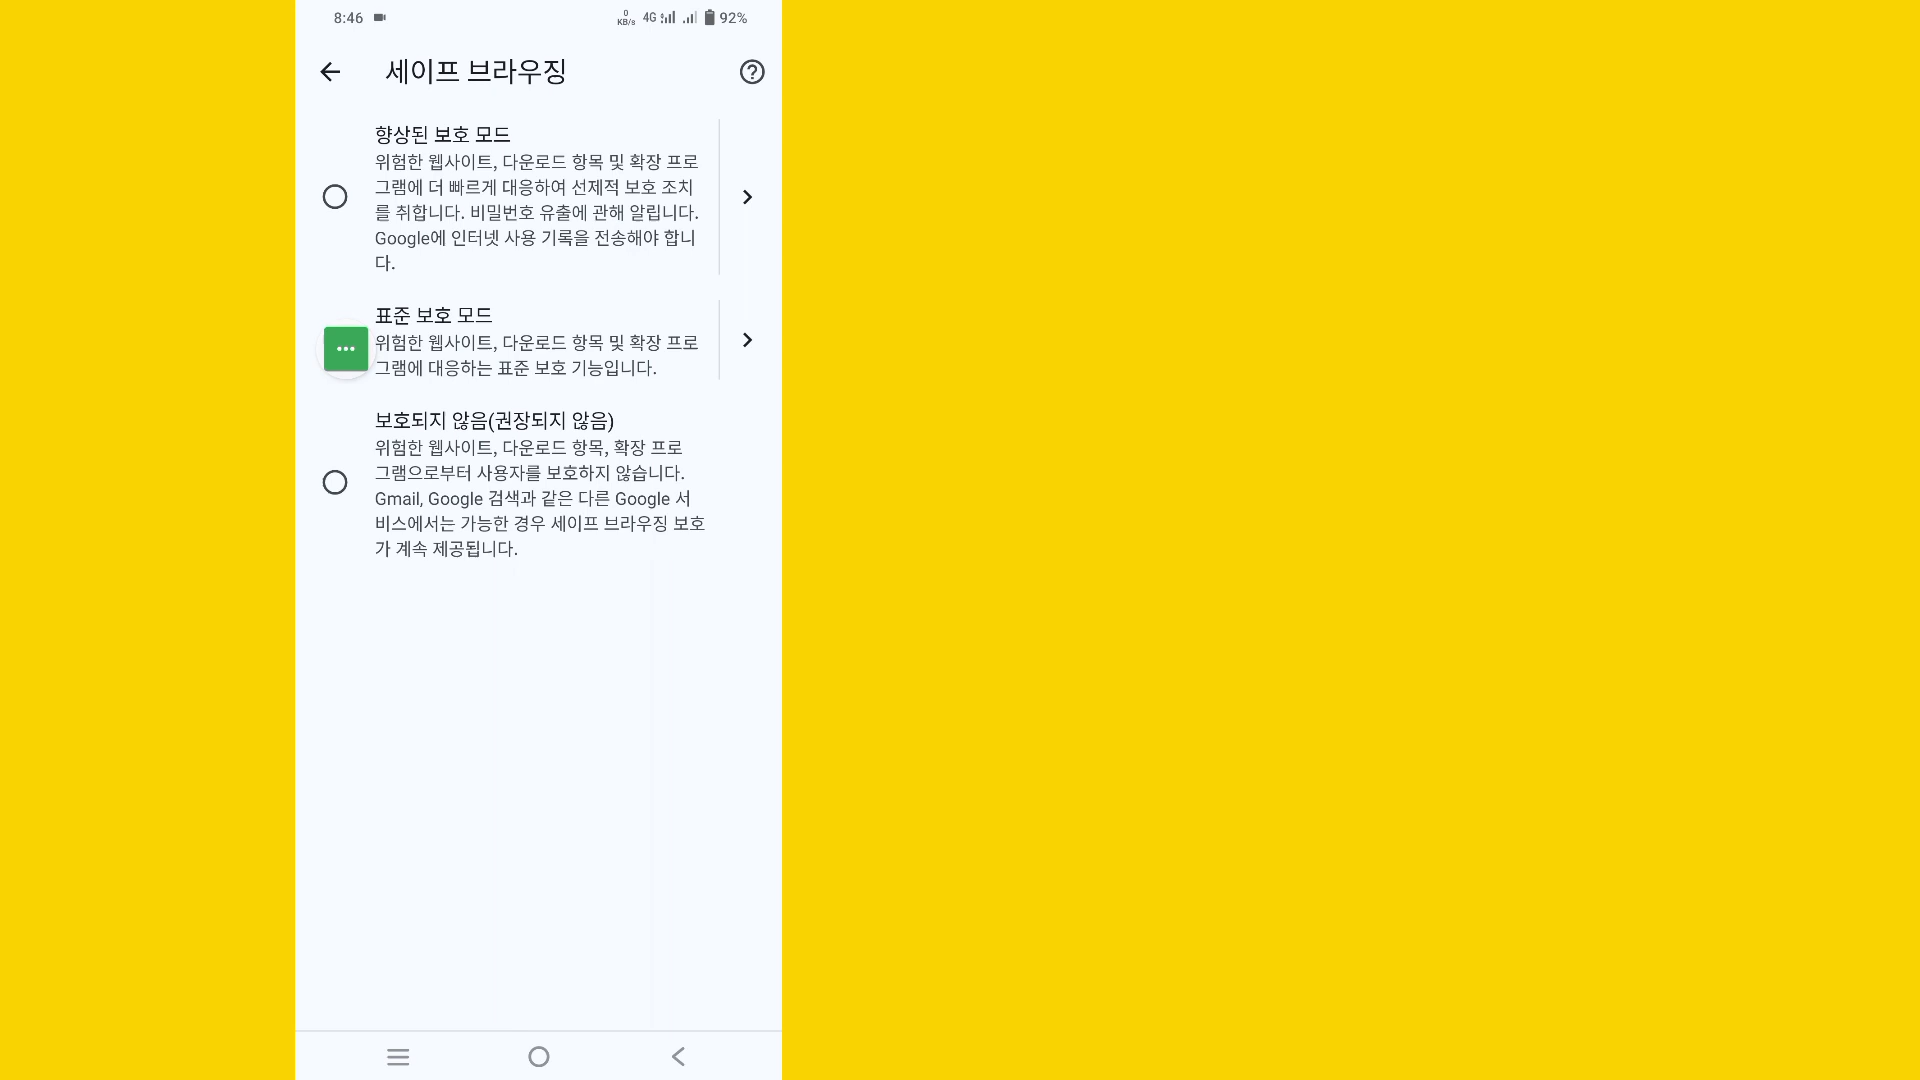 8:46
0 KB/s 4G 92%
세이프 브라우징
향상된 보호 모드
위험한 웹사이트, 다운로드 항목 및 확장 프로
그램에 더 빠르게 대응하여 선제적 보호 조치
를 취합니다. 비밀번호 유출에 관해 알립니다.
Google에 인터넷 사용 기록을 전송해야 합니
다.
표준 보호 모드
위험한 웹사이트, 다운로드 항목 및 확장 프로
그램에 대응하는 표준 보호 기능입니다.
보호되지 않음(권장되지 않음)
위험한 웹사이트, 다운로드 항목, 확장 프로
그램으로부터 사용자를 보호하지 않습니다.
Gmail, Google 검색과 같은 다른 Google 서
비스에서는 가능한 경우 세이프 브라우징 보호
가 계속 제공됩니다.